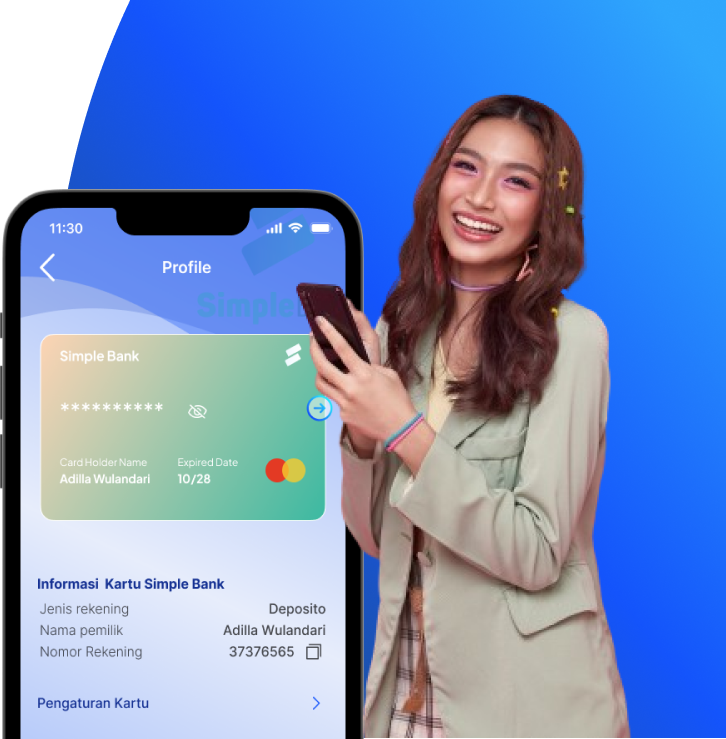 11:30
Profile
Simple
Simple Bank
**********
Card Holder Name
Expired Date
Adilla Wulandari
10/28
Informasi Kartu Simple Bank
Jenis rekening Deposito
Nama pemilik Adilla Wulandari
Nomor Rekening 37376565
Pengaturan Kartu